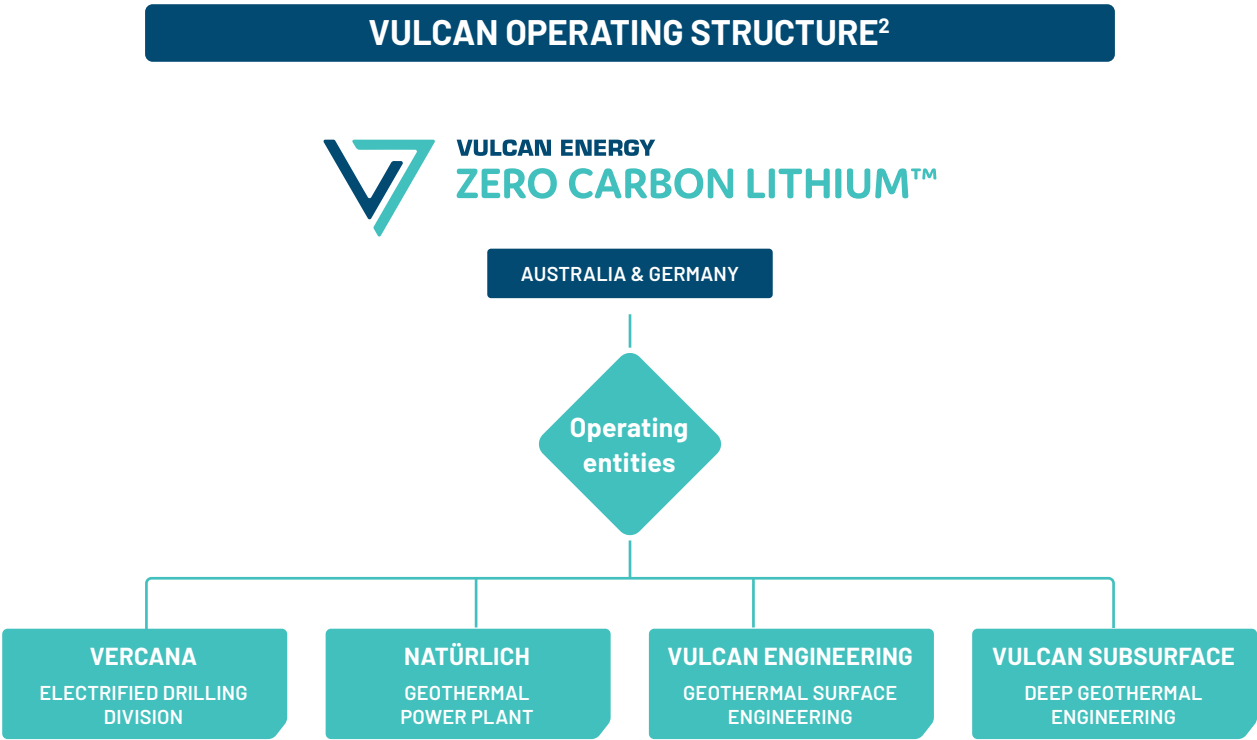 VULCAN OPERATING STRUCTURE²
VULCAN ENERGY
ZERO CARBON LITHIUM™
AUSTRALIA & GERMANY
Operating
entities
VERCANA
ELECTRIFIED DRILLING
DIVISION
NATÜRLICH
GEOTHERMAL
POWER PLANT
VULCAN ENGINEERING
GEOTHERMAL SURFACE
ENGINEERING
VULCAN SUBSURFACE
DEEP GEOTHERMAL
ENGINEERING